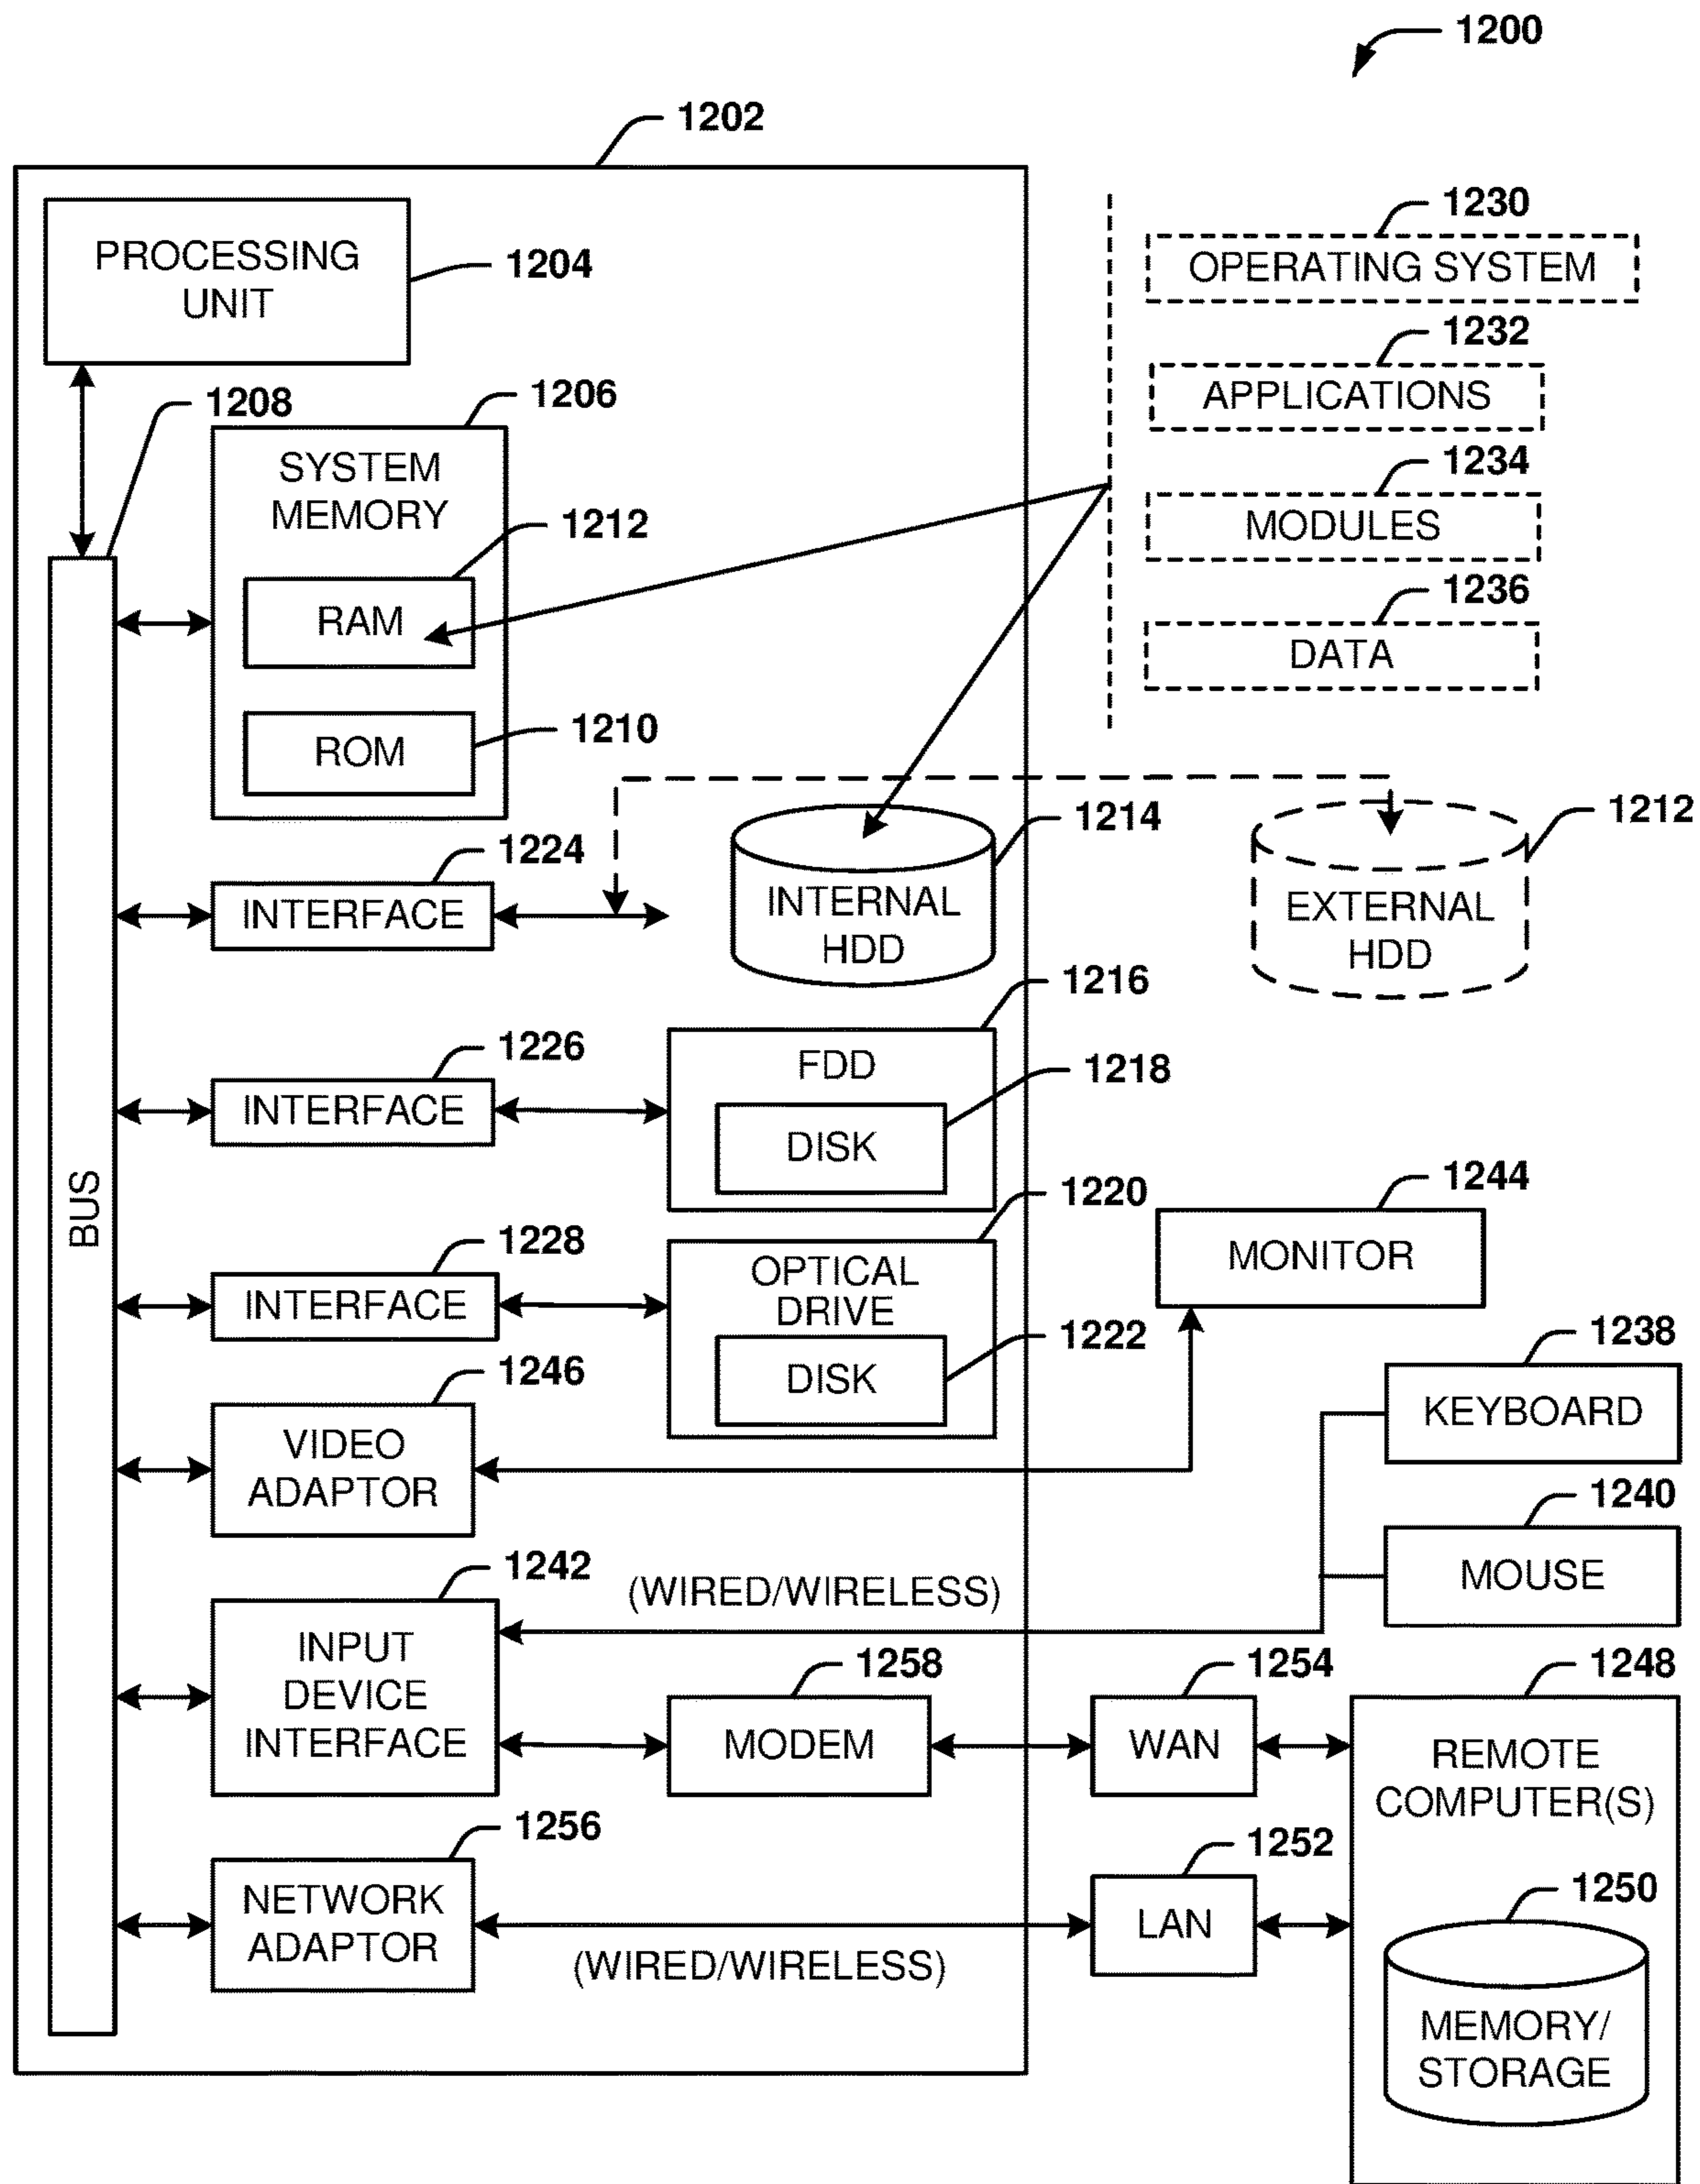 1200
1202
PROCESSING
UNIT
1204
1230
OPERATING SYSTEM
1232
APPLICATIONS
1234
MODULES
1236
DATA
1208
1206
SYSTEM
MEMORY
1212
RAM
1210
ROM
1224
INTERFACE
1214
INTERNAL
HDD
1212
EXTERNAL
HDD
1226
INTERFACE
1216
FDD
1218
DISK
BUS
1228
INTERFACE
1220
OPTICAL
DRIVE
1222
DISK
1244
MONITOR
1246
VIDEO
ADAPTOR
1238
KEYBOARD
1240
MOUSE
1242
INPUT
DEVICE
INTERFACE
(WIRED/WIRELESS)
1258
MODEM
1254
WAN
1248
REMOTE
COMPUTER(S)
1256
NETWORK
ADAPTOR
(WIRED/WIRELESS)
1252
LAN
1250
MEMORY/
STORAGE